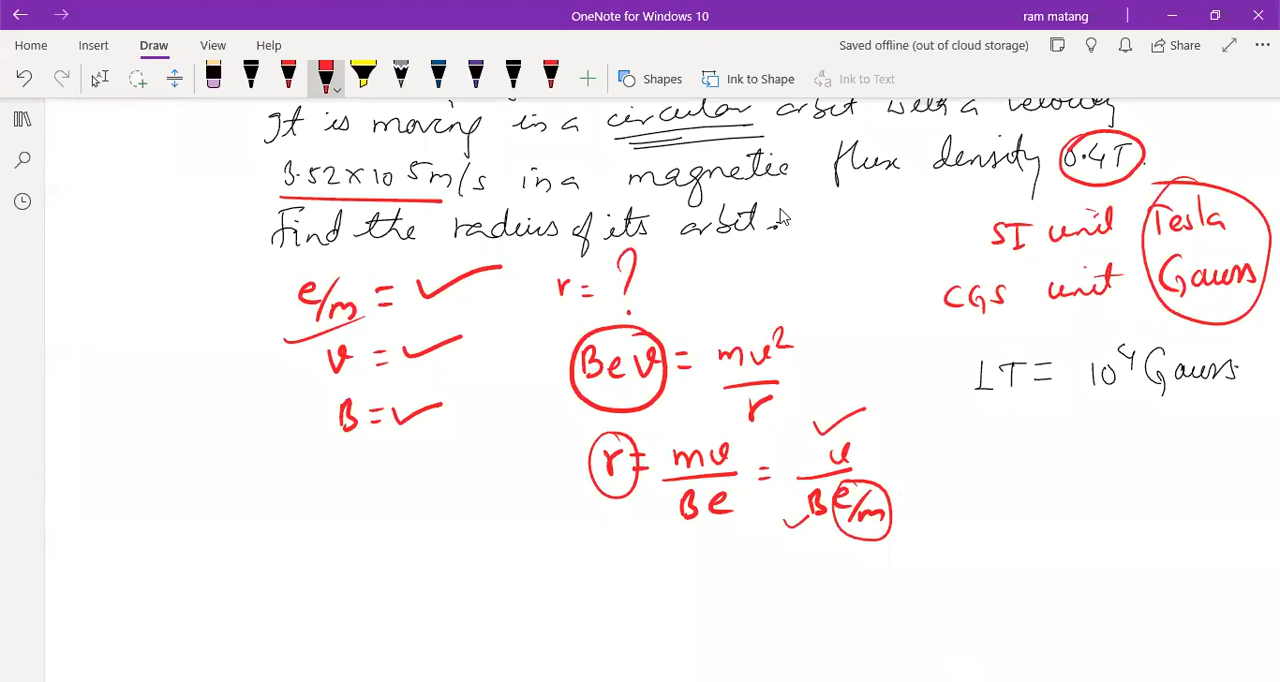 OneNote for Windows 10
ram matang
Home Insert Draw View Help
Saved offline (out of cloud storage)
Share
Shapes
Ink to Shape
Ink to Text
It is moving in a circular orbit with a velocity
3.52×10 5m/s in a magnetic flux density 0.4T.
Find the radius of its orbit.
SI unit Tesla
CGS unit Gauss
1T = 10⁴ Gauss
e/m = ✓
v = ✓
B = ✓
r = ?
Bev = mv²/r
r = mv/Be = v/B e/m